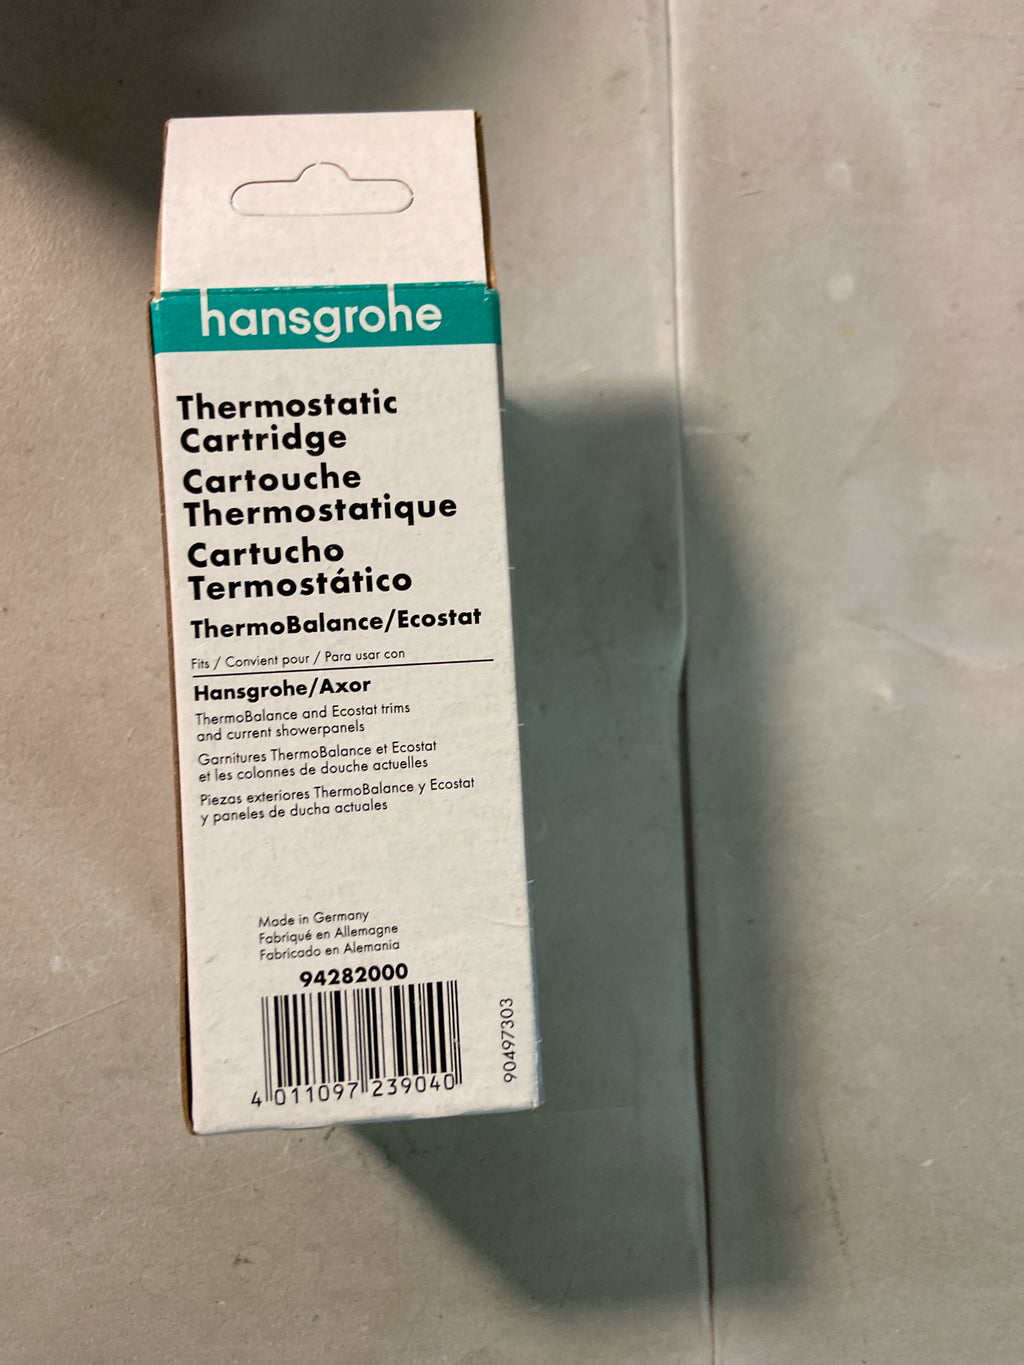 hansgrohe
Thermostatic
Cartridge
Cartouche
Thermostatique
Cartucho
Termostático
ThermoBalance/Ecostat
Fits / Convient pour / Para usar con
Hansgrohe/Axor
ThermoBalance and Ecostat trims
and current showerpanels
Garnitures ThermoBalance et Ecostat
et les colonnes de douche actuelles
Piezas exteriores ThermoBalance y Ecostat
y paneles de ducha actuales
Made in Germany
Fabriqué en Allemagne
Fabricado en Alemania
94282000
4 011097 239040
90497303